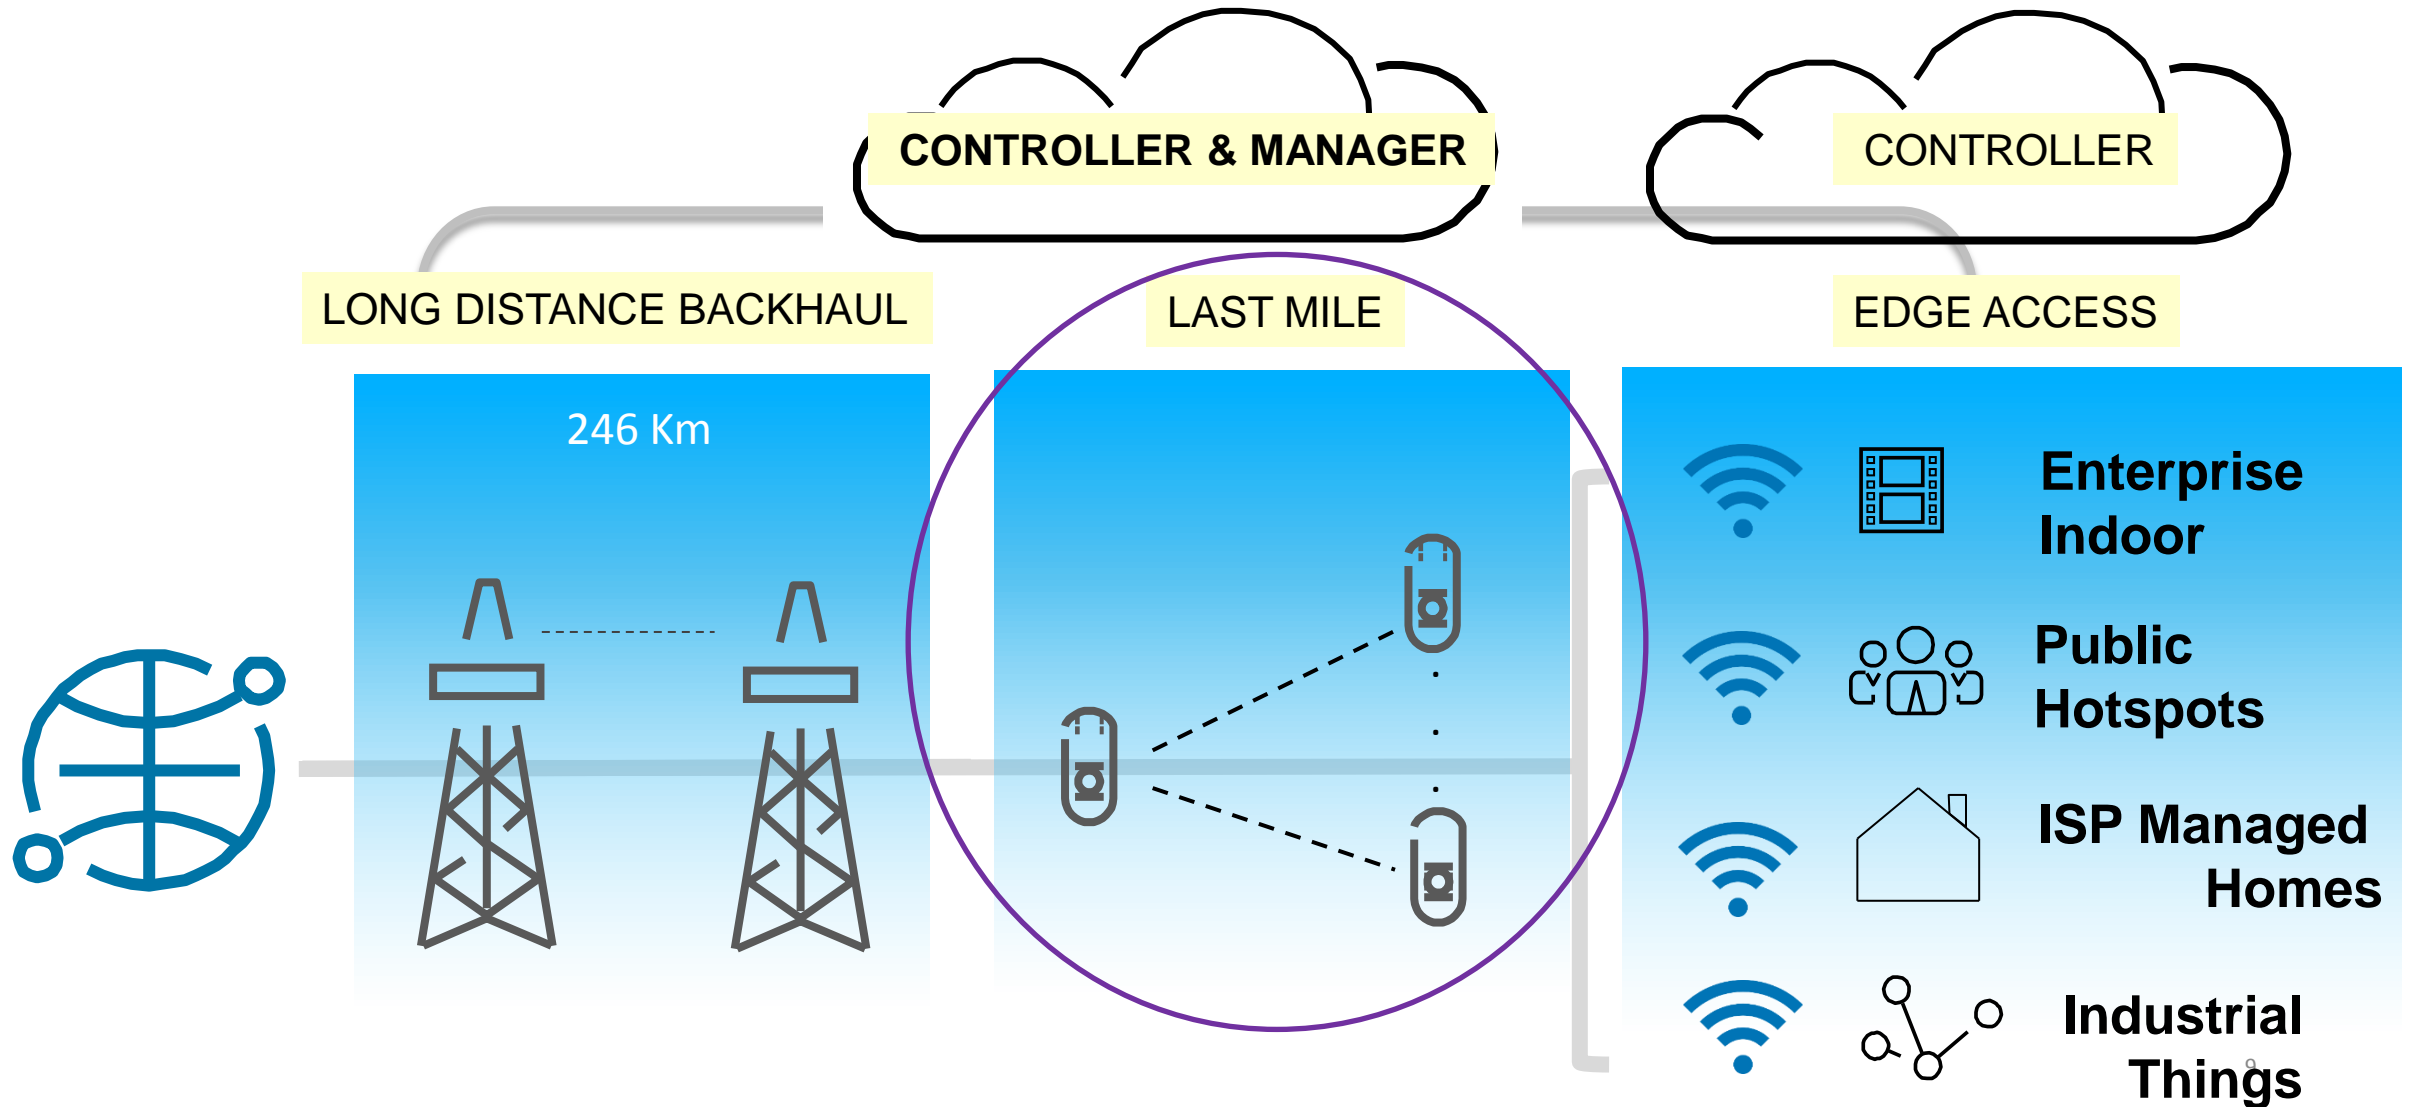 CONTROLLER & MANAGER
CONTROLLER
LONG DISTANCE BACKHAUL
LAST MILE
EDGE ACCESS
246 Km
Enterprise
Indoor
Public
Hotspots
ISP Managed
Homes
Industrial
Things
9